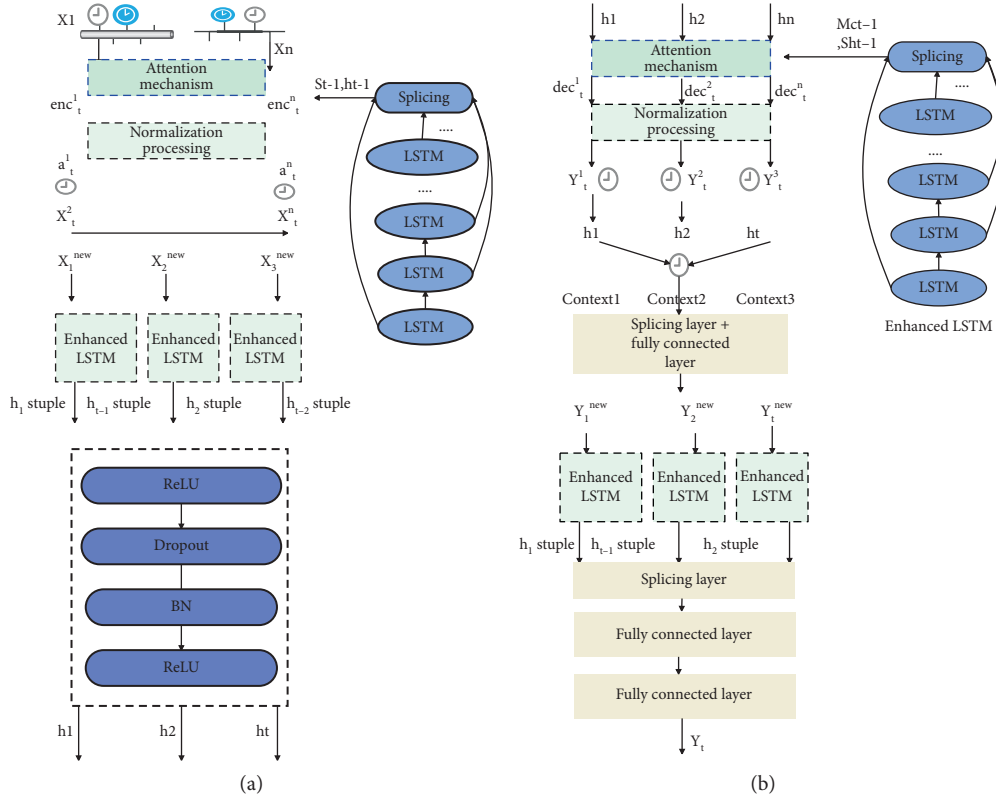 X1
Xn
Attention
mechanism
enc¹ₜ
encⁿₜ
Normalization
processing
a¹ₜ
aⁿₜ
X²ₜ
Xⁿₜ
X₁ⁿᵉʷ
X₂ⁿᵉʷ
X₃ⁿᵉʷ
Enhanced
LSTM
Enhanced
LSTM
Enhanced
LSTM
h₁ stuple
hₜ₋₁ stuple
h₂ stuple
hₜ₋₂ stuple
ReLU
Dropout
BN
ReLU
h1
h2
ht
St-1,ht-1
Splicing
....
LSTM
....
LSTM
LSTM
LSTM
(a)
h1
h2
hn
Attention
mechanism
dec¹ₜ
dec²ₜ
decⁿₜ
Normalization
processing
Y¹ₜ
Y²ₜ
Y³ₜ
h1
h2
ht
Context1
Context2
Context3
Splicing layer +
fully connected
layer
Y₁ⁿᵉʷ
Y₂ⁿᵉʷ
Yₜⁿᵉʷ
Enhanced
LSTM
Enhanced
LSTM
Enhanced
LSTM
h₁ stuple
hₜ₋₁ stuple
h₂ stuple
Splicing layer
Fully connected layer
Fully connected layer
Yₜ
Mct–1
,Sht–1
Splicing
....
LSTM
....
LSTM
LSTM
LSTM
Enhanced LSTM
(b)